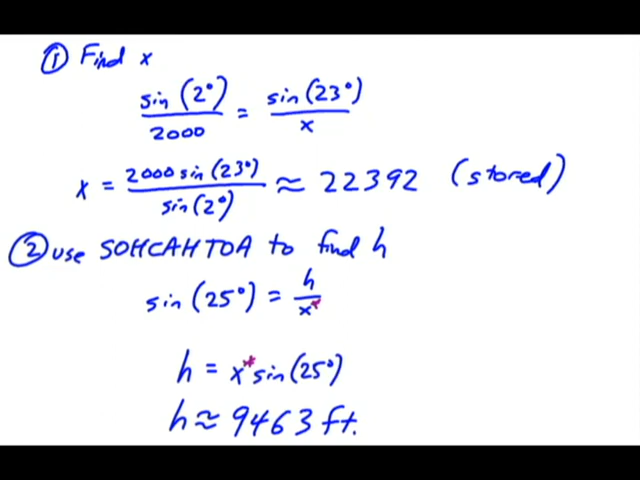 ① Find x
sin(2°)/2000 = sin(23°)/x
x = 2000 sin(23°)/sin(2°) ≈ 22392 (stored)
② use SOHCAHTOA to find h
sin(25°) = h/x*
h = x* sin(25°)
h ≈ 9463 ft.